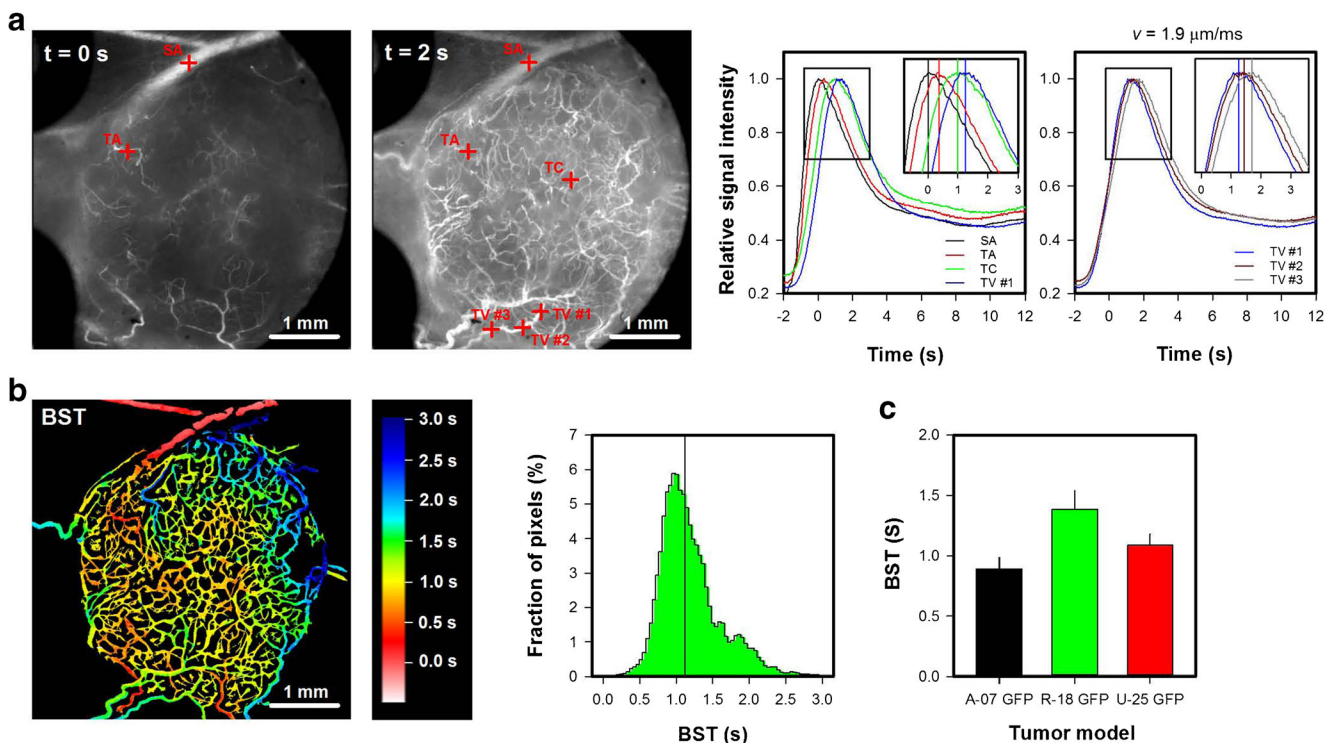 a
t = 0 s
SA
TA
1 mm
t = 2 s
SA
TA
TC
TV #3
TV #1
TV #2
1 mm
Relative signal intensity
1.0
0.8
0.6
0.4
0.2
-2 0 2 4 6 8 10 12
Time (s)
0 1 2 3
SA
TA
TC
TV #1
v = 1.9 µm/ms
1.0
0.8
0.6
0.4
0.2
-2 0 2 4 6 8 10 12
Time (s)
0 1 2 3
TV #1
TV #2
TV #3
b
BST
1 mm
3.0 s
2.5 s
2.0 s
1.5 s
1.0 s
0.5 s
0.0 s
Fraction of pixels (%)
7
6
5
4
3
2
1
0
0.0 0.5 1.0 1.5 2.0 2.5 3.0
BST (s)
c
BST (S)
2.0
1.5
1.0
0.5
0.0
A-07 GFP R-18 GFP U-25 GFP
Tumor model